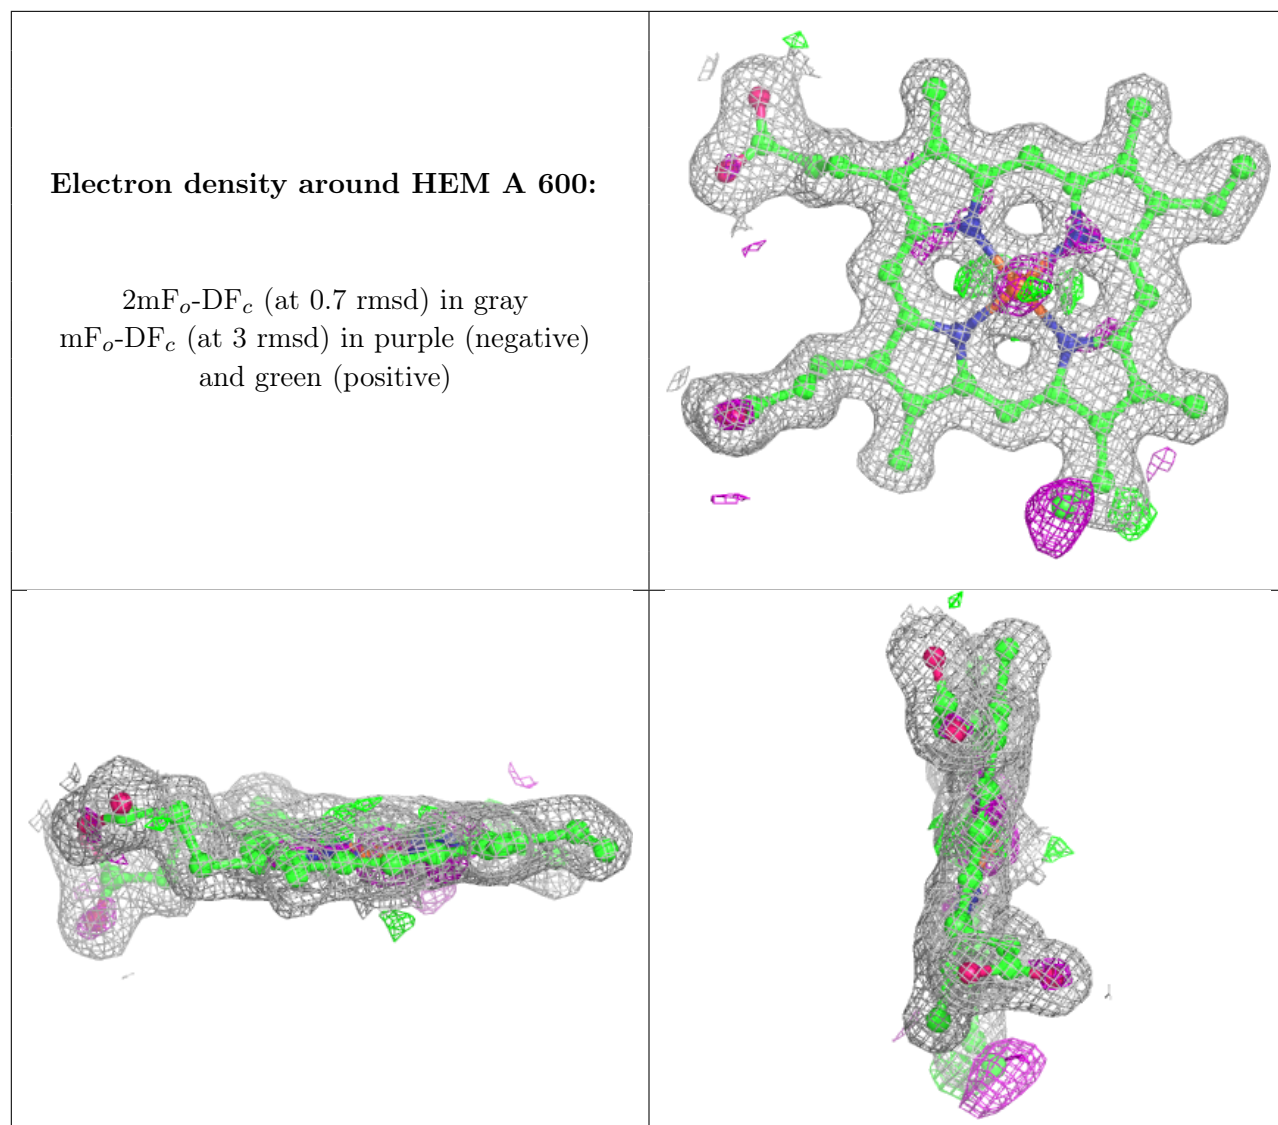 Electron density around HEM A 600:
2mFo-DFc (at 0.7 rmsd) in gray
mFo-DFc (at 3 rmsd) in purple (negative)
and green (positive)